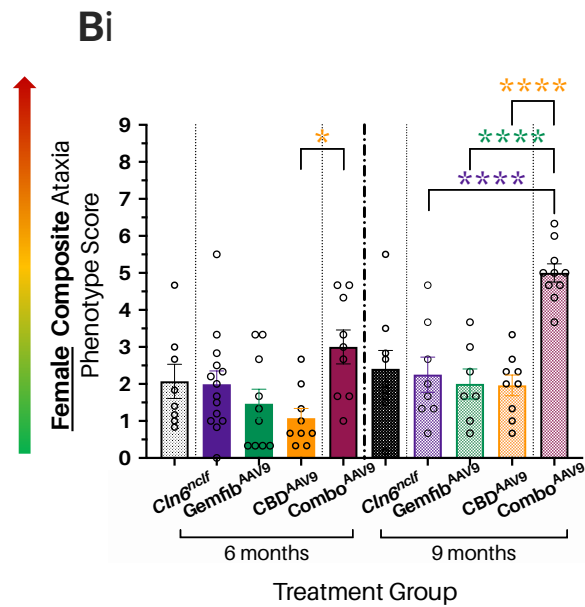 Bi
****
9
*
****
8
****
7
6
5
4
3
2
1
0
Female Composite Ataxia
Phenotype Score
Cln6nclf
GemfibAAV9
CBDAAV9
ComboAAV9
Cln6nclf
GemfibAAV9
CBDAAV9
ComboAAV9
6 months
9 months
Treatment Group